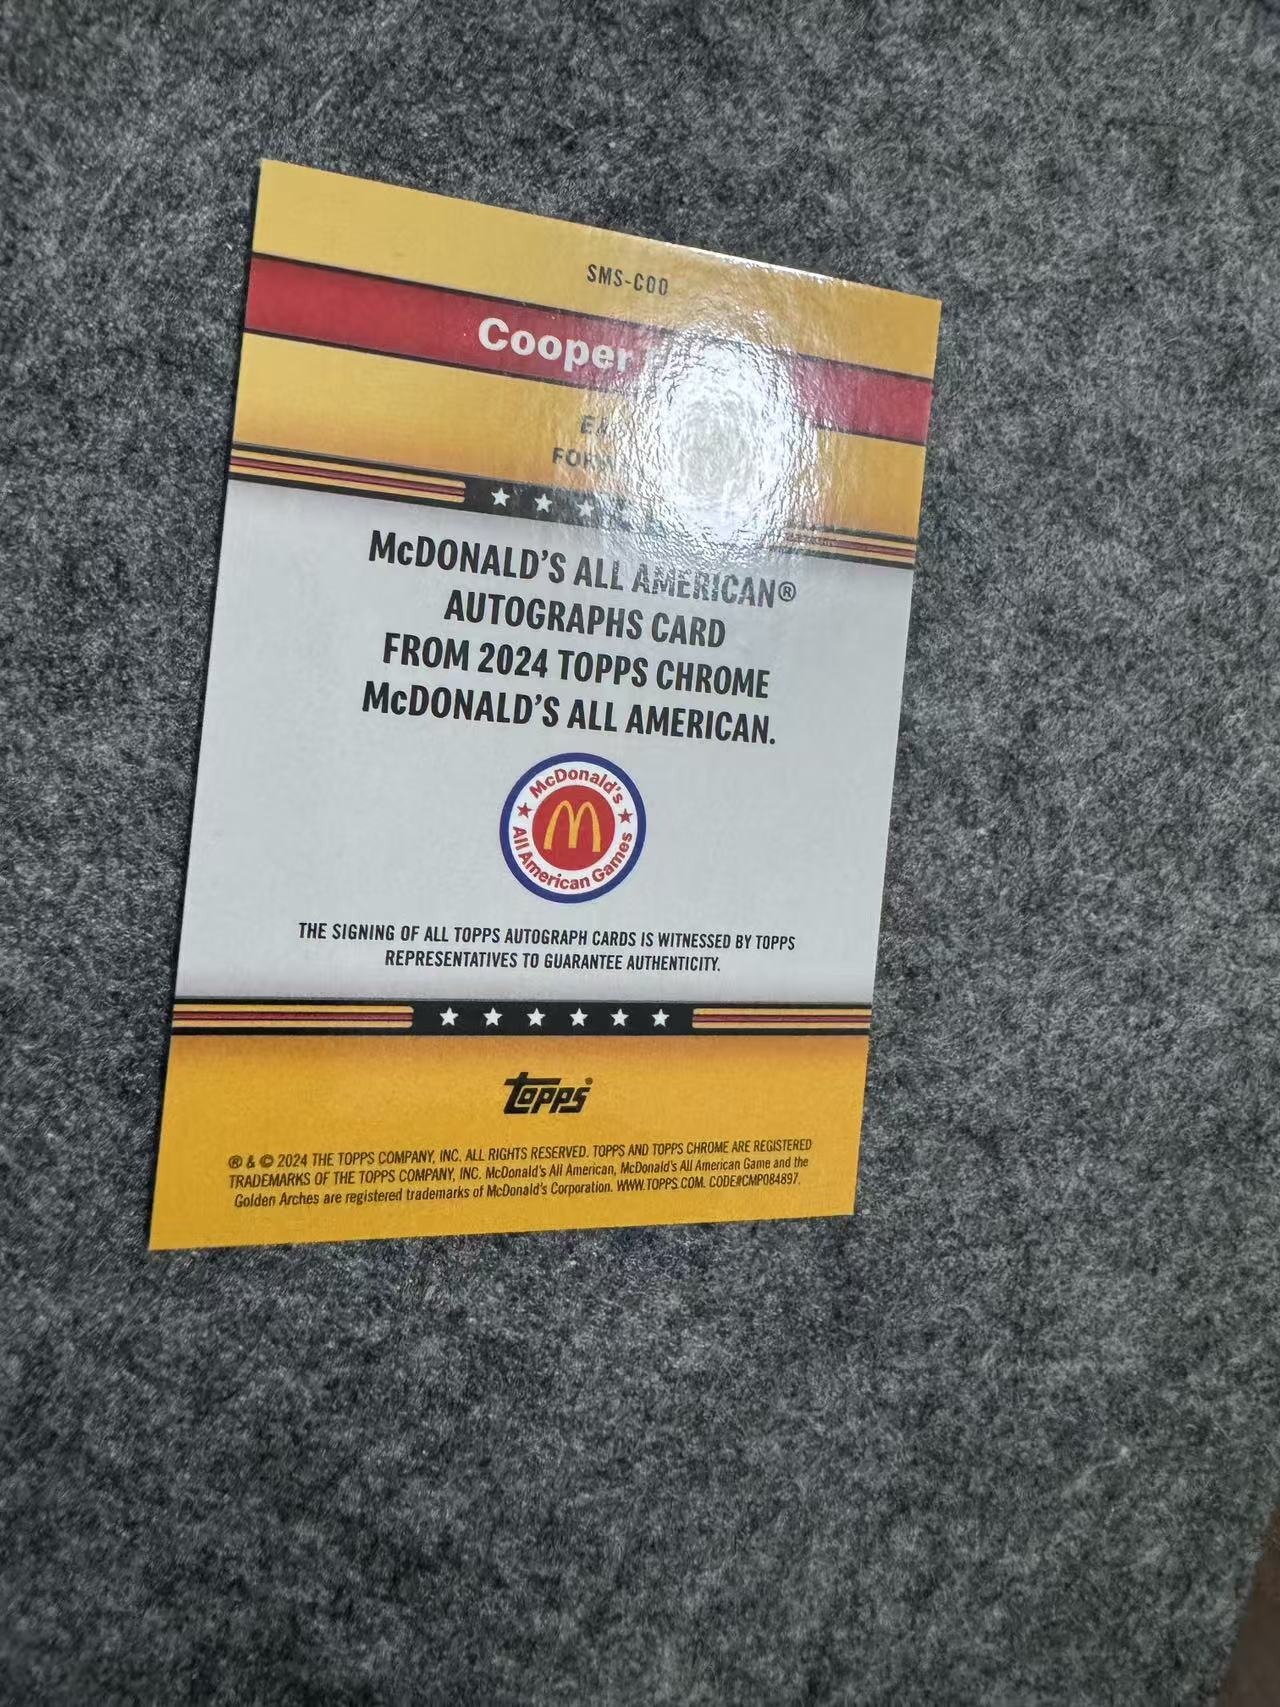 SMS-COO
Cooper
McDONALD'S ALL AMERICAN®
AUTOGRAPHS CARD
FROM 2024 TOPPS CHROME
McDONALD'S ALL AMERICAN.
McDonald's
All American Games
THE SIGNING OF ALL TOPPS AUTOGRAPH CARDS IS WITNESSED BY TOPPS
REPRESENTATIVES TO GUARANTEE AUTHENTICITY.
topps
® & © 2024 THE TOPPS COMPANY, INC. ALL RIGHTS RESERVED. TOPPS AND TOPPS CHROME ARE REGISTERED
TRADEMARKS OF THE TOPPS COMPANY, INC. McDonald's All American, McDonald's All American Game and the
Golden Arches are registered trademarks of McDonald's Corporation. WWW.TOPPS.COM. CODE#CMP084897.